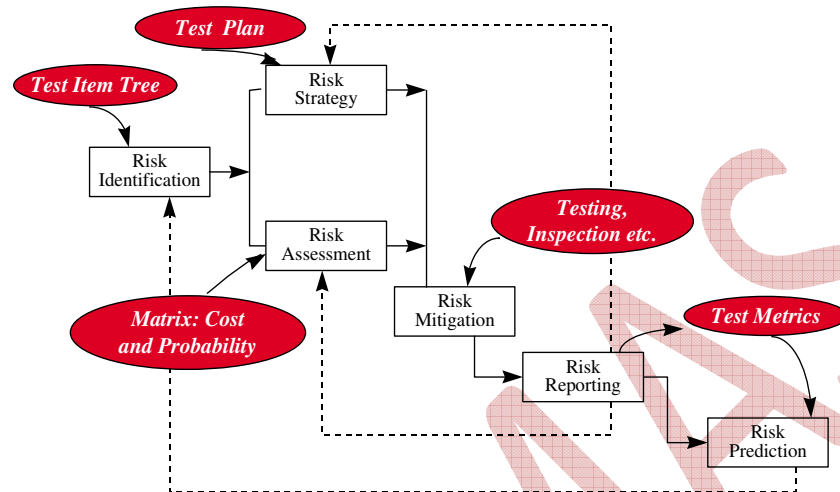 Test Plan
Risk
Strategy
Test Item Tree
Risk
Identification
Risk
Assessment
Testing,
Inspection etc.
Matrix: Cost
and Probability
Risk
Mitigation
Test Metrics
Risk
Reporting
Risk
Prediction